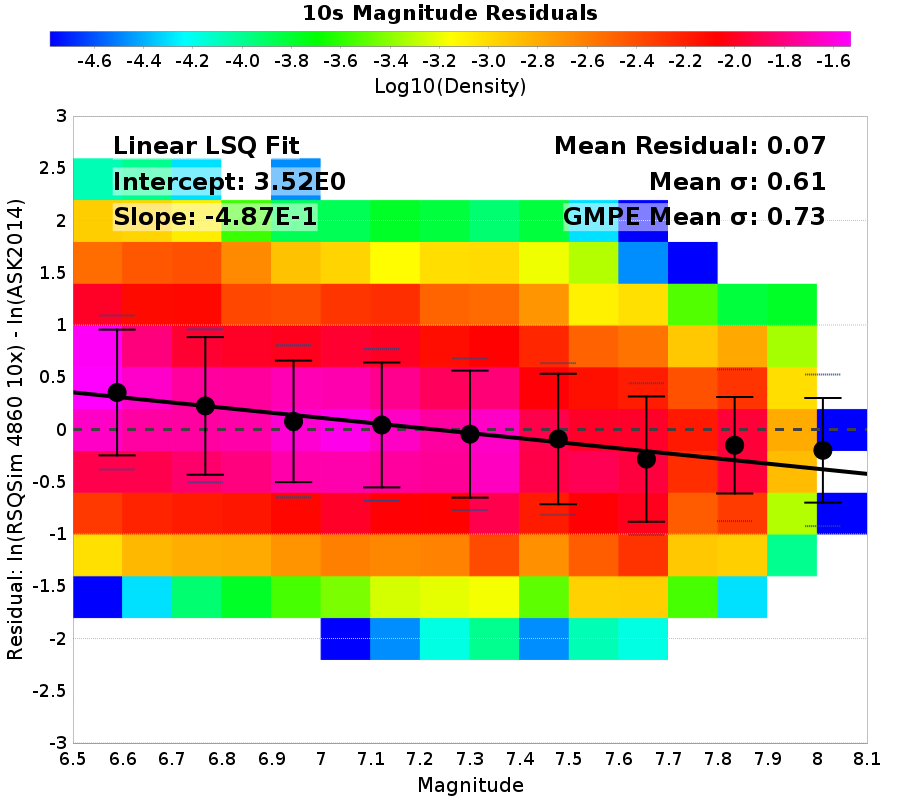 10s Magnitude Residuals
-4.6 -4.4 -4.2 -4.0 -3.8 -3.6 -3.4 -3.2 -3.0 -2.8 -2.6 -2.4 -2.2 -2.0 -1.8 -1.6
Log10(Density)
Linear LSQ Fit
Intercept: 3.52E0
Slope: -4.87E-1
Mean Residual: 0.07
Mean σ: 0.61
GMPE Mean σ: 0.73
Residual: ln(RSQSim 4860 10x) - ln(ASK2014)
3
2.5
2
1.5
1
0.5
0
-0.5
-1
-1.5
-2
-2.5
-3
6.5 6.6 6.7 6.8 6.9 7 7.1 7.2 7.3 7.4 7.5 7.6 7.7 7.8 7.9 8 8.1
Magnitude